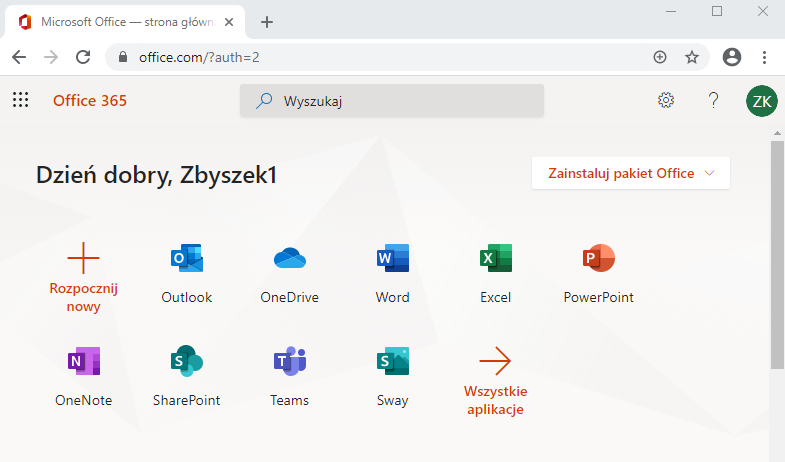 Microsoft Office — strona główn
office.com/?auth=2
Office 365
Wyszukaj
?
ZK
Dzień dobry, Zbyszek1
Zainstaluj pakiet Office
Rozpocznij
nowy
Outlook
OneDrive
Word
Excel
PowerPoint
OneNote
SharePoint
Teams
Sway
Wszystkie
aplikacje